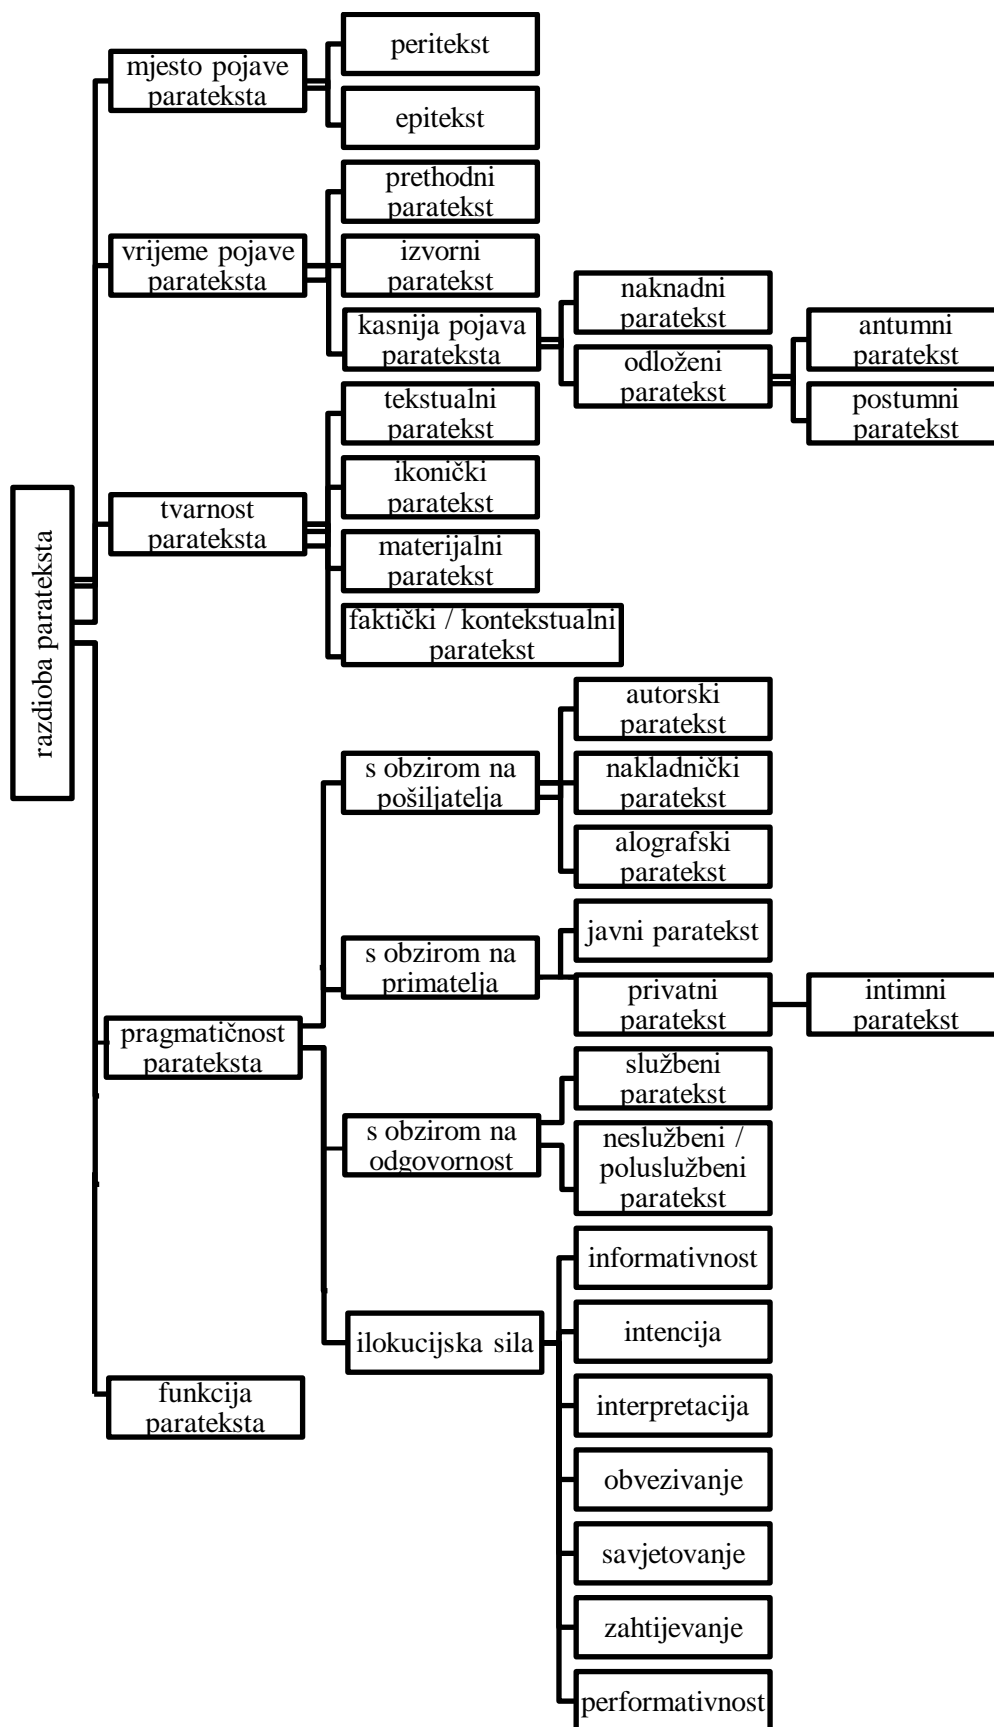 peritekst
mjesto pojave
parateksta
epitekst
prethodni
paratekst
vrijeme pojave
parateksta
izvorni
paratekst
naknadni
paratekst
kasnija pojava
parateksta
antumni
paratekst
odloženi
paratekst
postumni
paratekst
tekstualni
paratekst
ikonički
paratekst
tvarnost
parateksta
materijalni
paratekst
faktički / kontekstualni
paratekst
razdioba parateksta
autorski
paratekst
s obzirom na
pošiljatelja
nakladnički
paratekst
alografski
paratekst
javni paratekst
s obzirom na
primatelja
privatni
paratekst
intimni
paratekst
pragmatičnost
parateksta
službeni
paratekst
s obzirom na
odgovornost
neslužbeni /
poluslužbeni
paratekst
informativnost
intencija
ilokucijska sila
interpretacija
funkcija
parateksta
obvezivanje
savjetovanje
zahtijevanje
performativnost